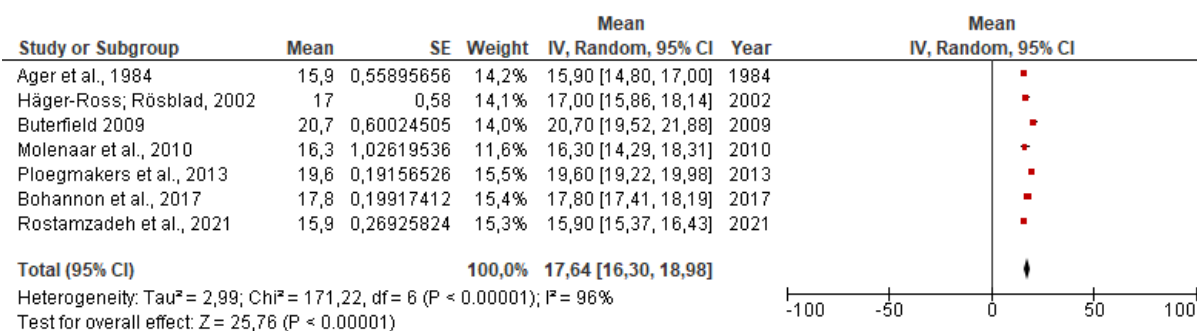 Mean Mean
Study or Subgroup Mean SE Weight IV, Random, 95% CI Year IV, Random, 95% CI
Ager et al., 1984 15,9 0,55895656 14,2% 15,90 [14,80, 17,00] 1984
Häger-Ross; Rösblad, 2002 17 0,58 14,1% 17,00 [15,86, 18,14] 2002
Buterfield 2009 20,7 0,60024505 14,0% 20,70 [19,52, 21,88] 2009
Molenaar et al., 2010 16,3 1,02619536 11,6% 16,30 [14,29, 18,31] 2010
Ploegmakers et al., 2013 19,6 0,19156526 15,5% 19,60 [19,22, 19,98] 2013
Bohannon et al., 2017 17,8 0,19917412 15,4% 17,80 [17,41, 18,19] 2017
Rostamzadeh et al., 2021 15,9 0,26925824 15,3% 15,90 [15,37, 16,43] 2021
Total (95% CI) 100,0% 17,64 [16,30, 18,98]
Heterogeneity: Tau² = 2,99; Chi² = 171,22, df = 6 (P < 0.00001); I² = 96%
Test for overall effect: Z = 25,76 (P < 0.00001)
-100 -50 0 50 100